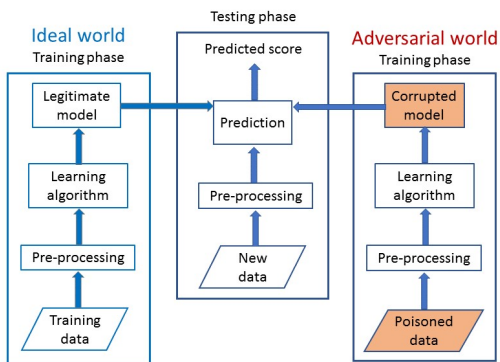 Ideal world
Training phase
Legitimate
model
Learning
algorithm
Pre-processing
Training
data
Testing phase
Predicted score
Prediction
Pre-processing
New
data
Adversarial world
Training phase
Corrupted
model
Learning
algorithm
Pre-processing
Poisoned
data